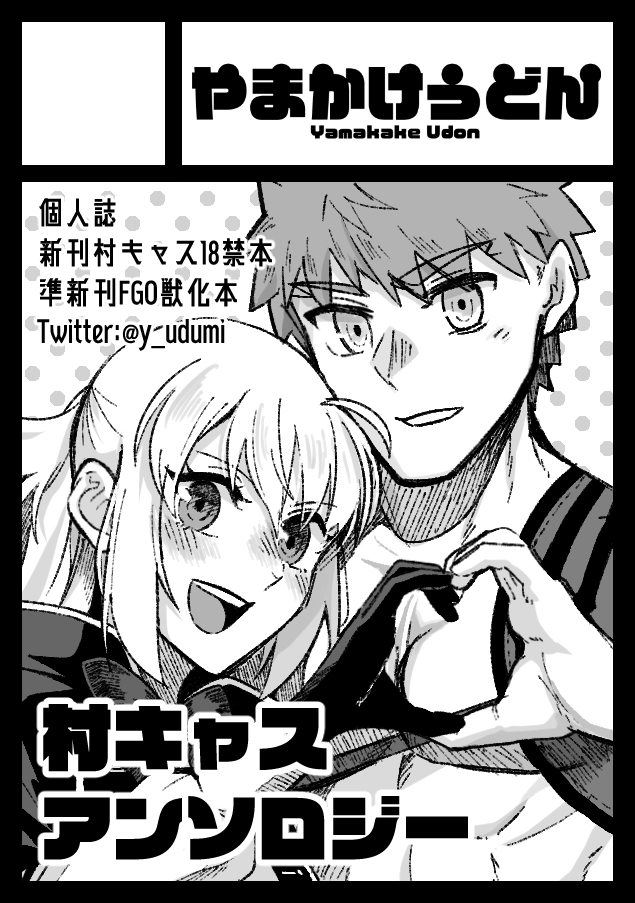 やまかけうどん
Yamakake Udon
個人誌
新刊村キャス18禁本
準新刊FGO獣化本
Twitter:@y_udumi
村キャス
アンソロジー